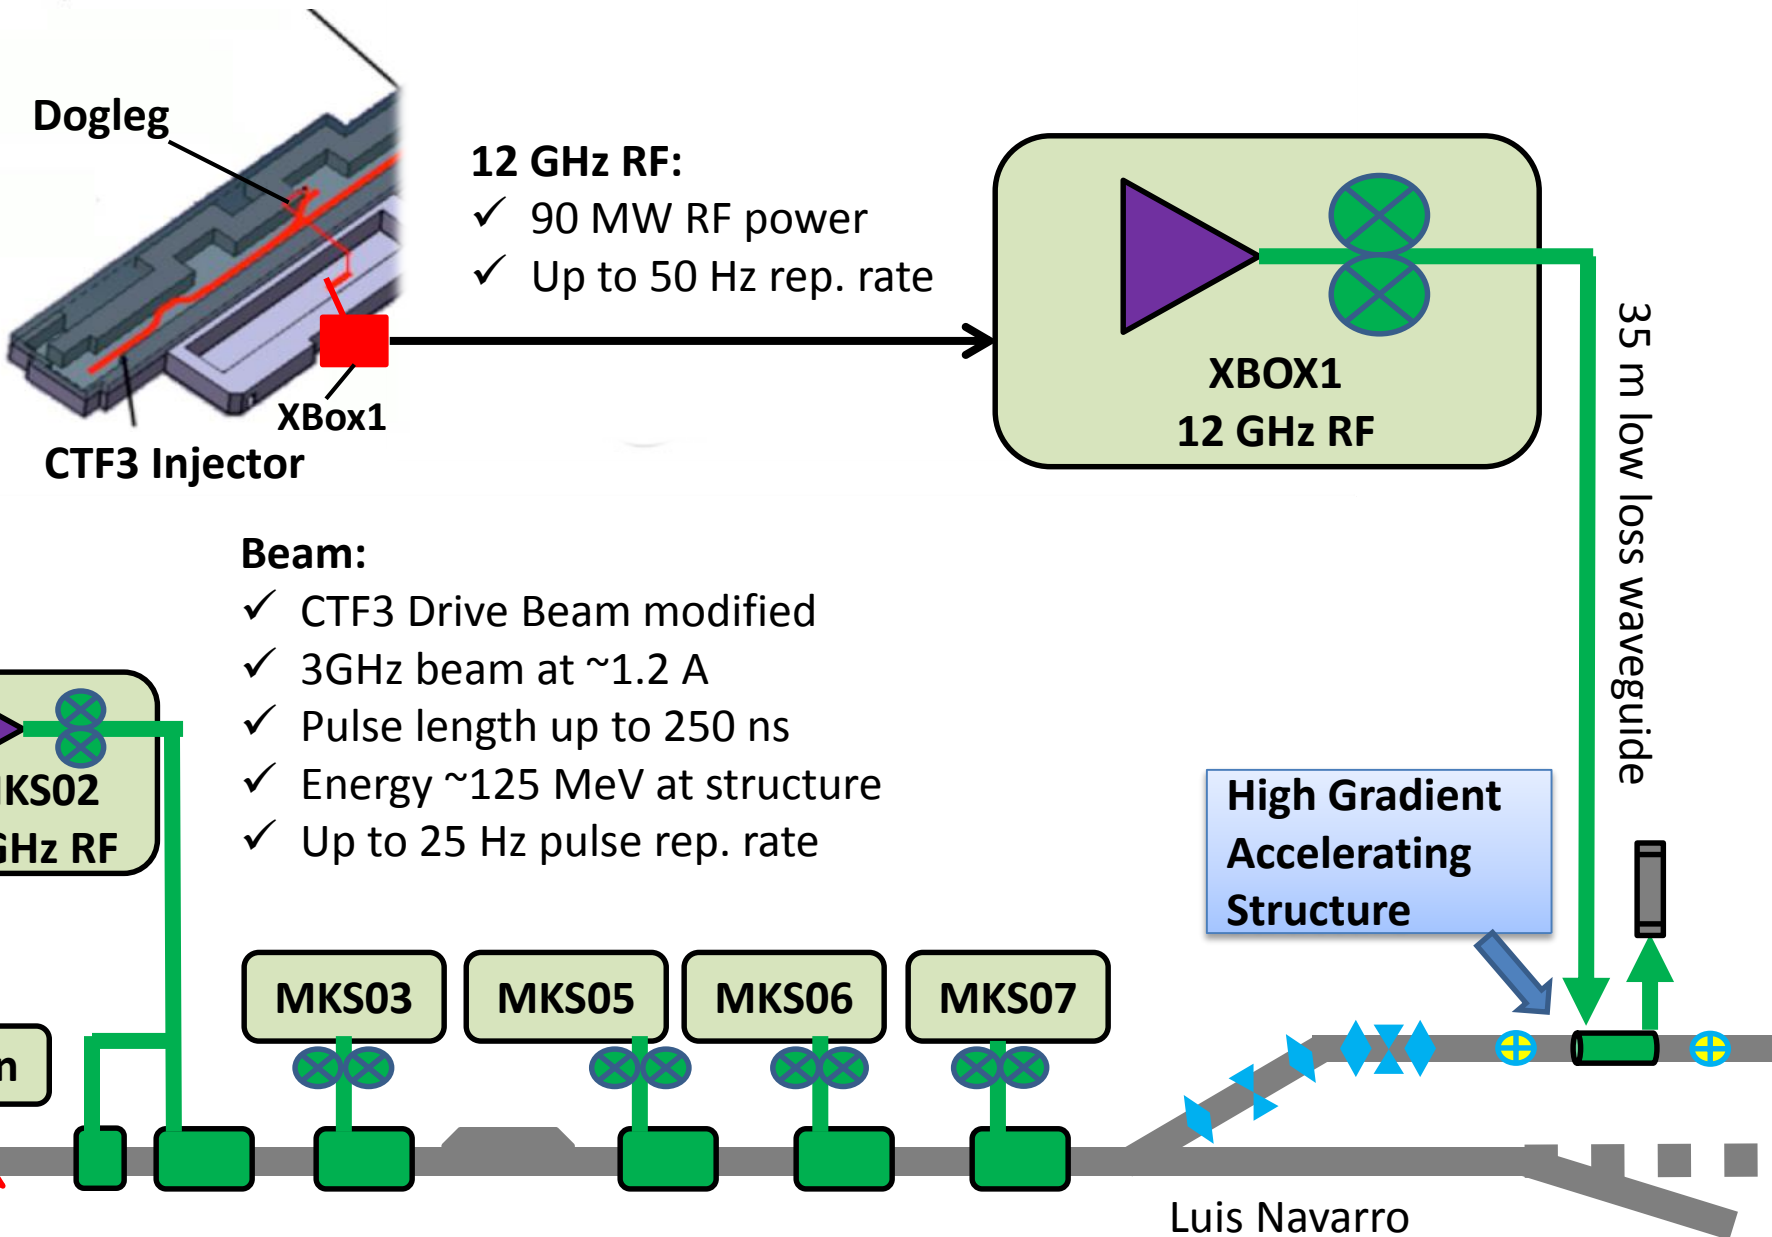 Dogleg
12 GHz RF:
✓ 90 MW RF power
✓ Up to 50 Hz rep. rate
XBox1
CTF3 Injector
XBOX1
12 GHz RF
35 m low loss waveguide
Beam:
✓ CTF3 Drive Beam modified
✓ 3GHz beam at ~1.2 A
✓ Pulse length up to 250 ns
✓ Energy ~125 MeV at structure
✓ Up to 25 Hz pulse rep. rate
KS02
GHz RF
High Gradient
Accelerating
Structure
MKS03
MKS05
MKS06
MKS07
n
Luis Navarro